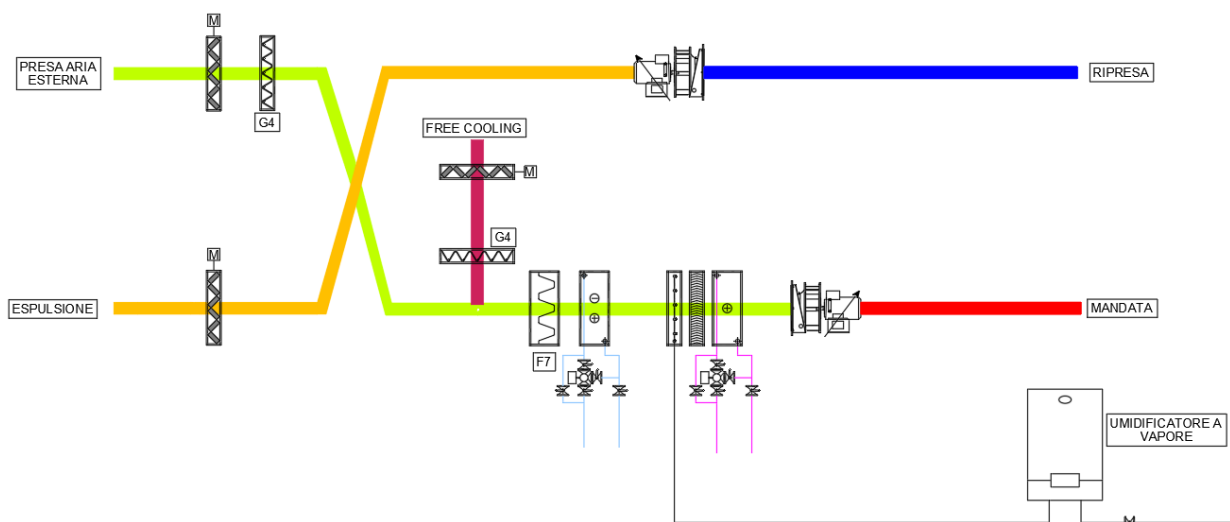 M
PRESA ARIA
ESTERNA
G4
RIPRESA
FREE COOLING
M
G4
M
ESPULSIONE
F7
MANDATA
UMIDIFICATORE A
VAPORE